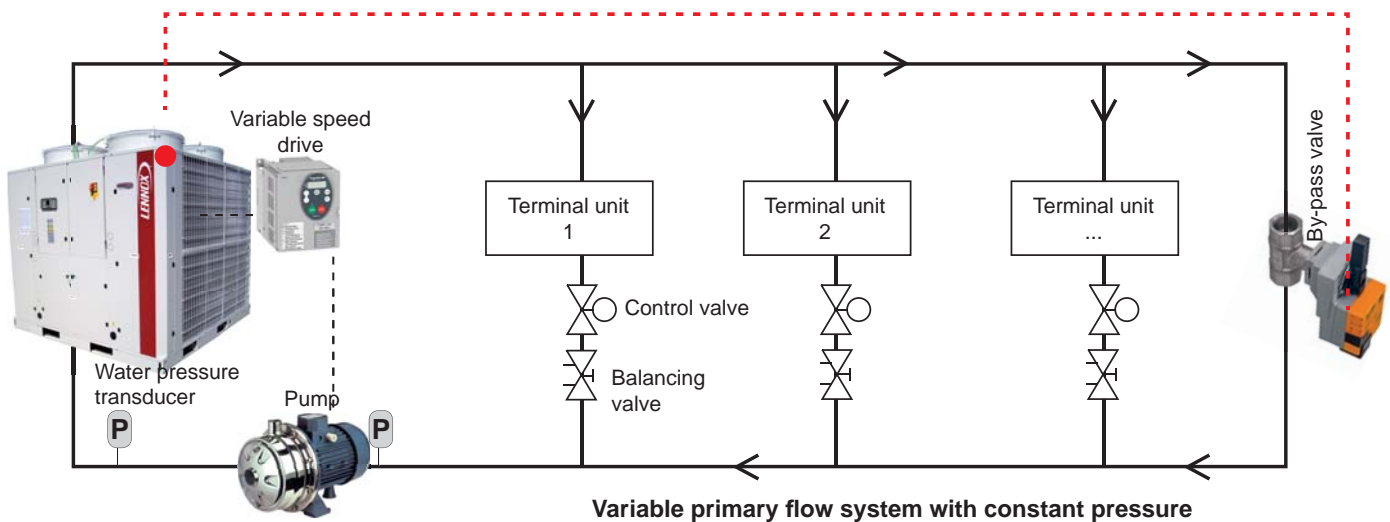 Variable speed
drive
LENNOX
Terminal unit
1
Terminal unit
2
Terminal unit
...
By-pass valve
Control valve
Water pressure
transducer
Balancing
valve
Pump
P
P
Variable primary flow system with constant pressure